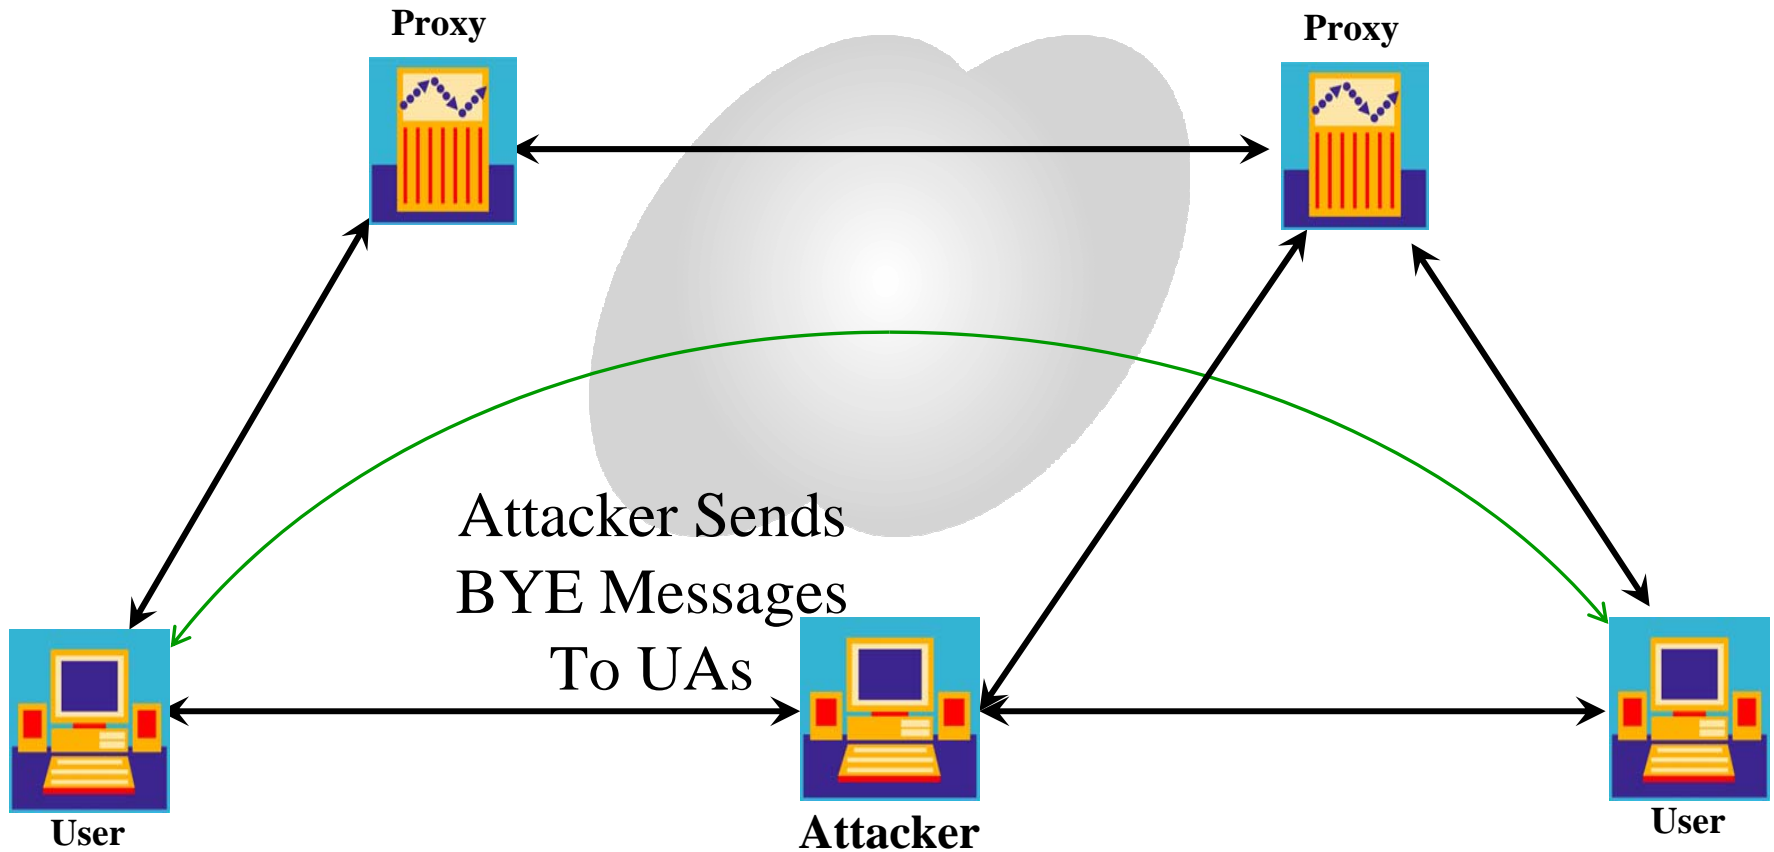 Proxy
Proxy
Attacker Sends
BYE Messages
To UAs
User
Attacker
User